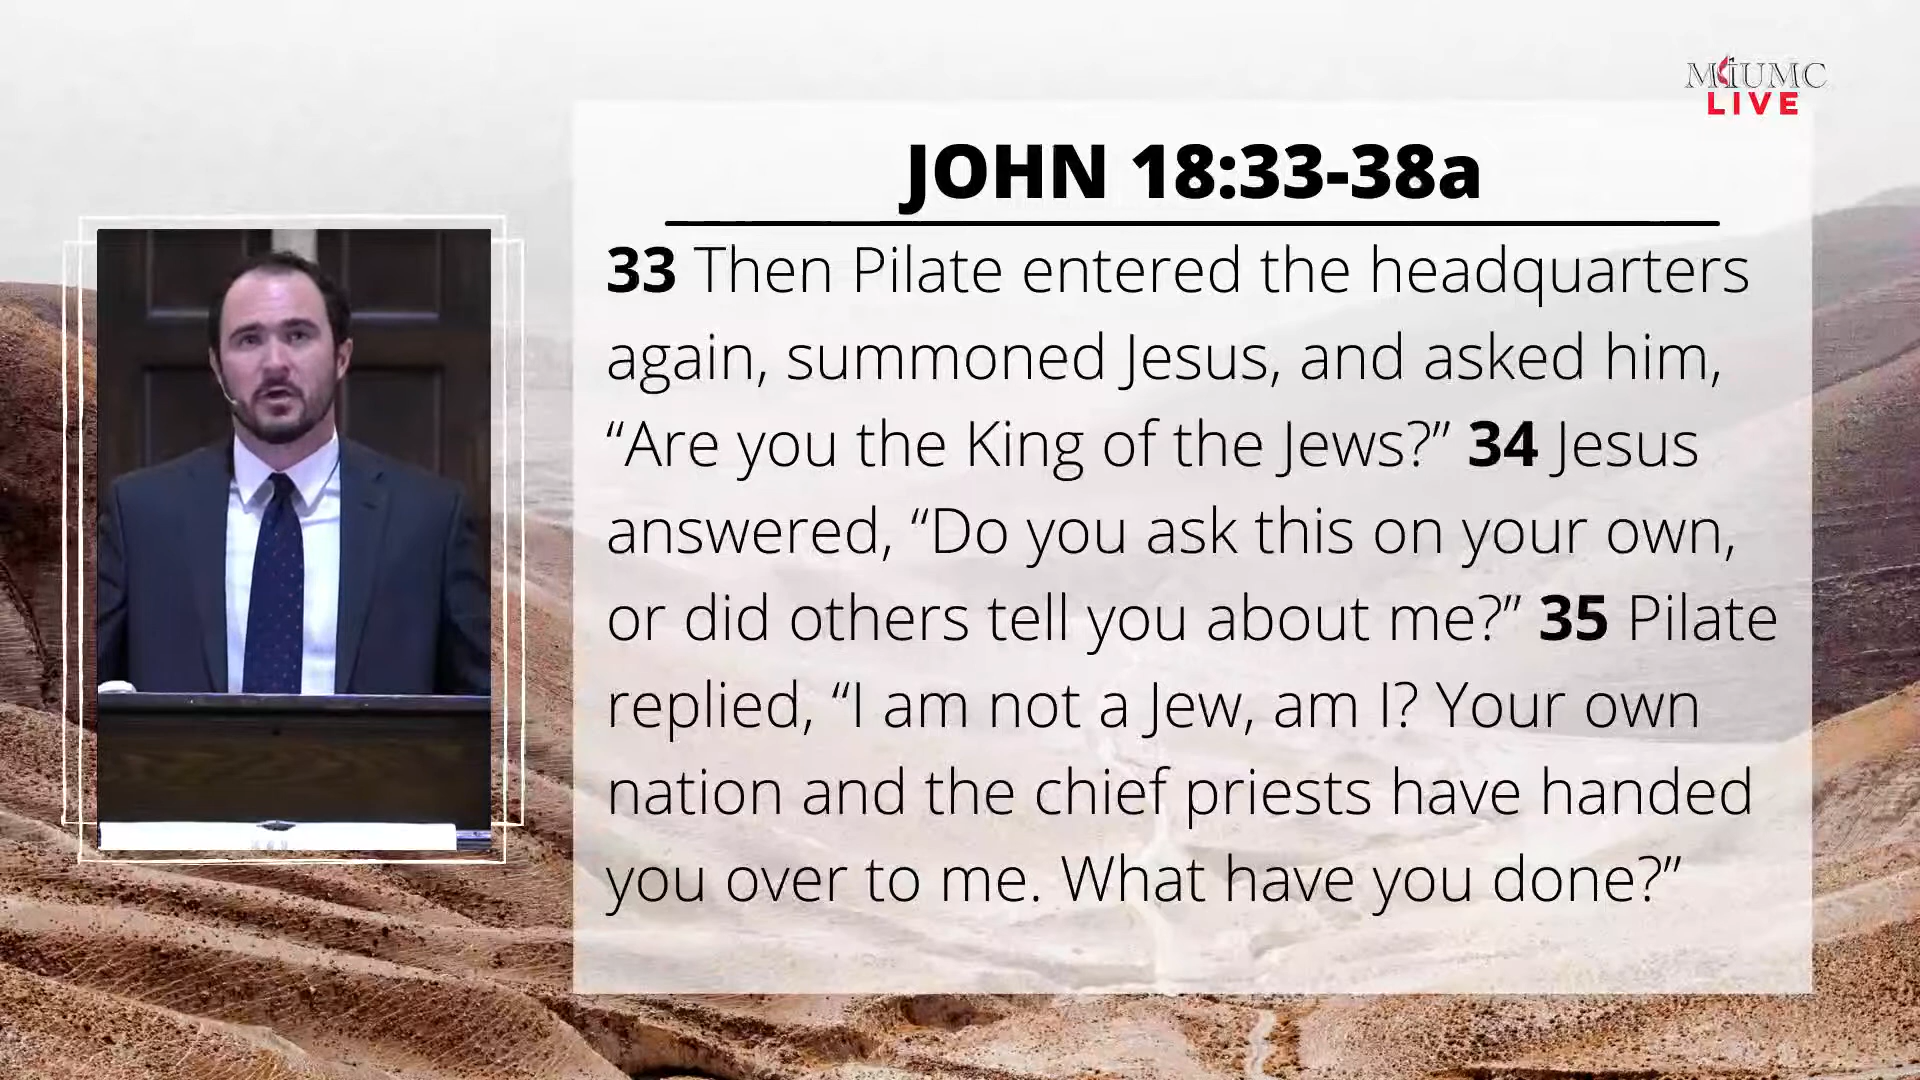 MiUMC
LIVE
JOHN 18:33-38a
33 Then Pilate entered the headquarters
again, summoned Jesus, and asked him,
“Are you the King of the Jews?” 34 Jesus
answered, “Do you ask this on your own,
or did others tell you about me?” 35 Pilate
replied, “I am not a Jew, am I? Your own
nation and the chief priests have handed
you over to me. What have you done?”